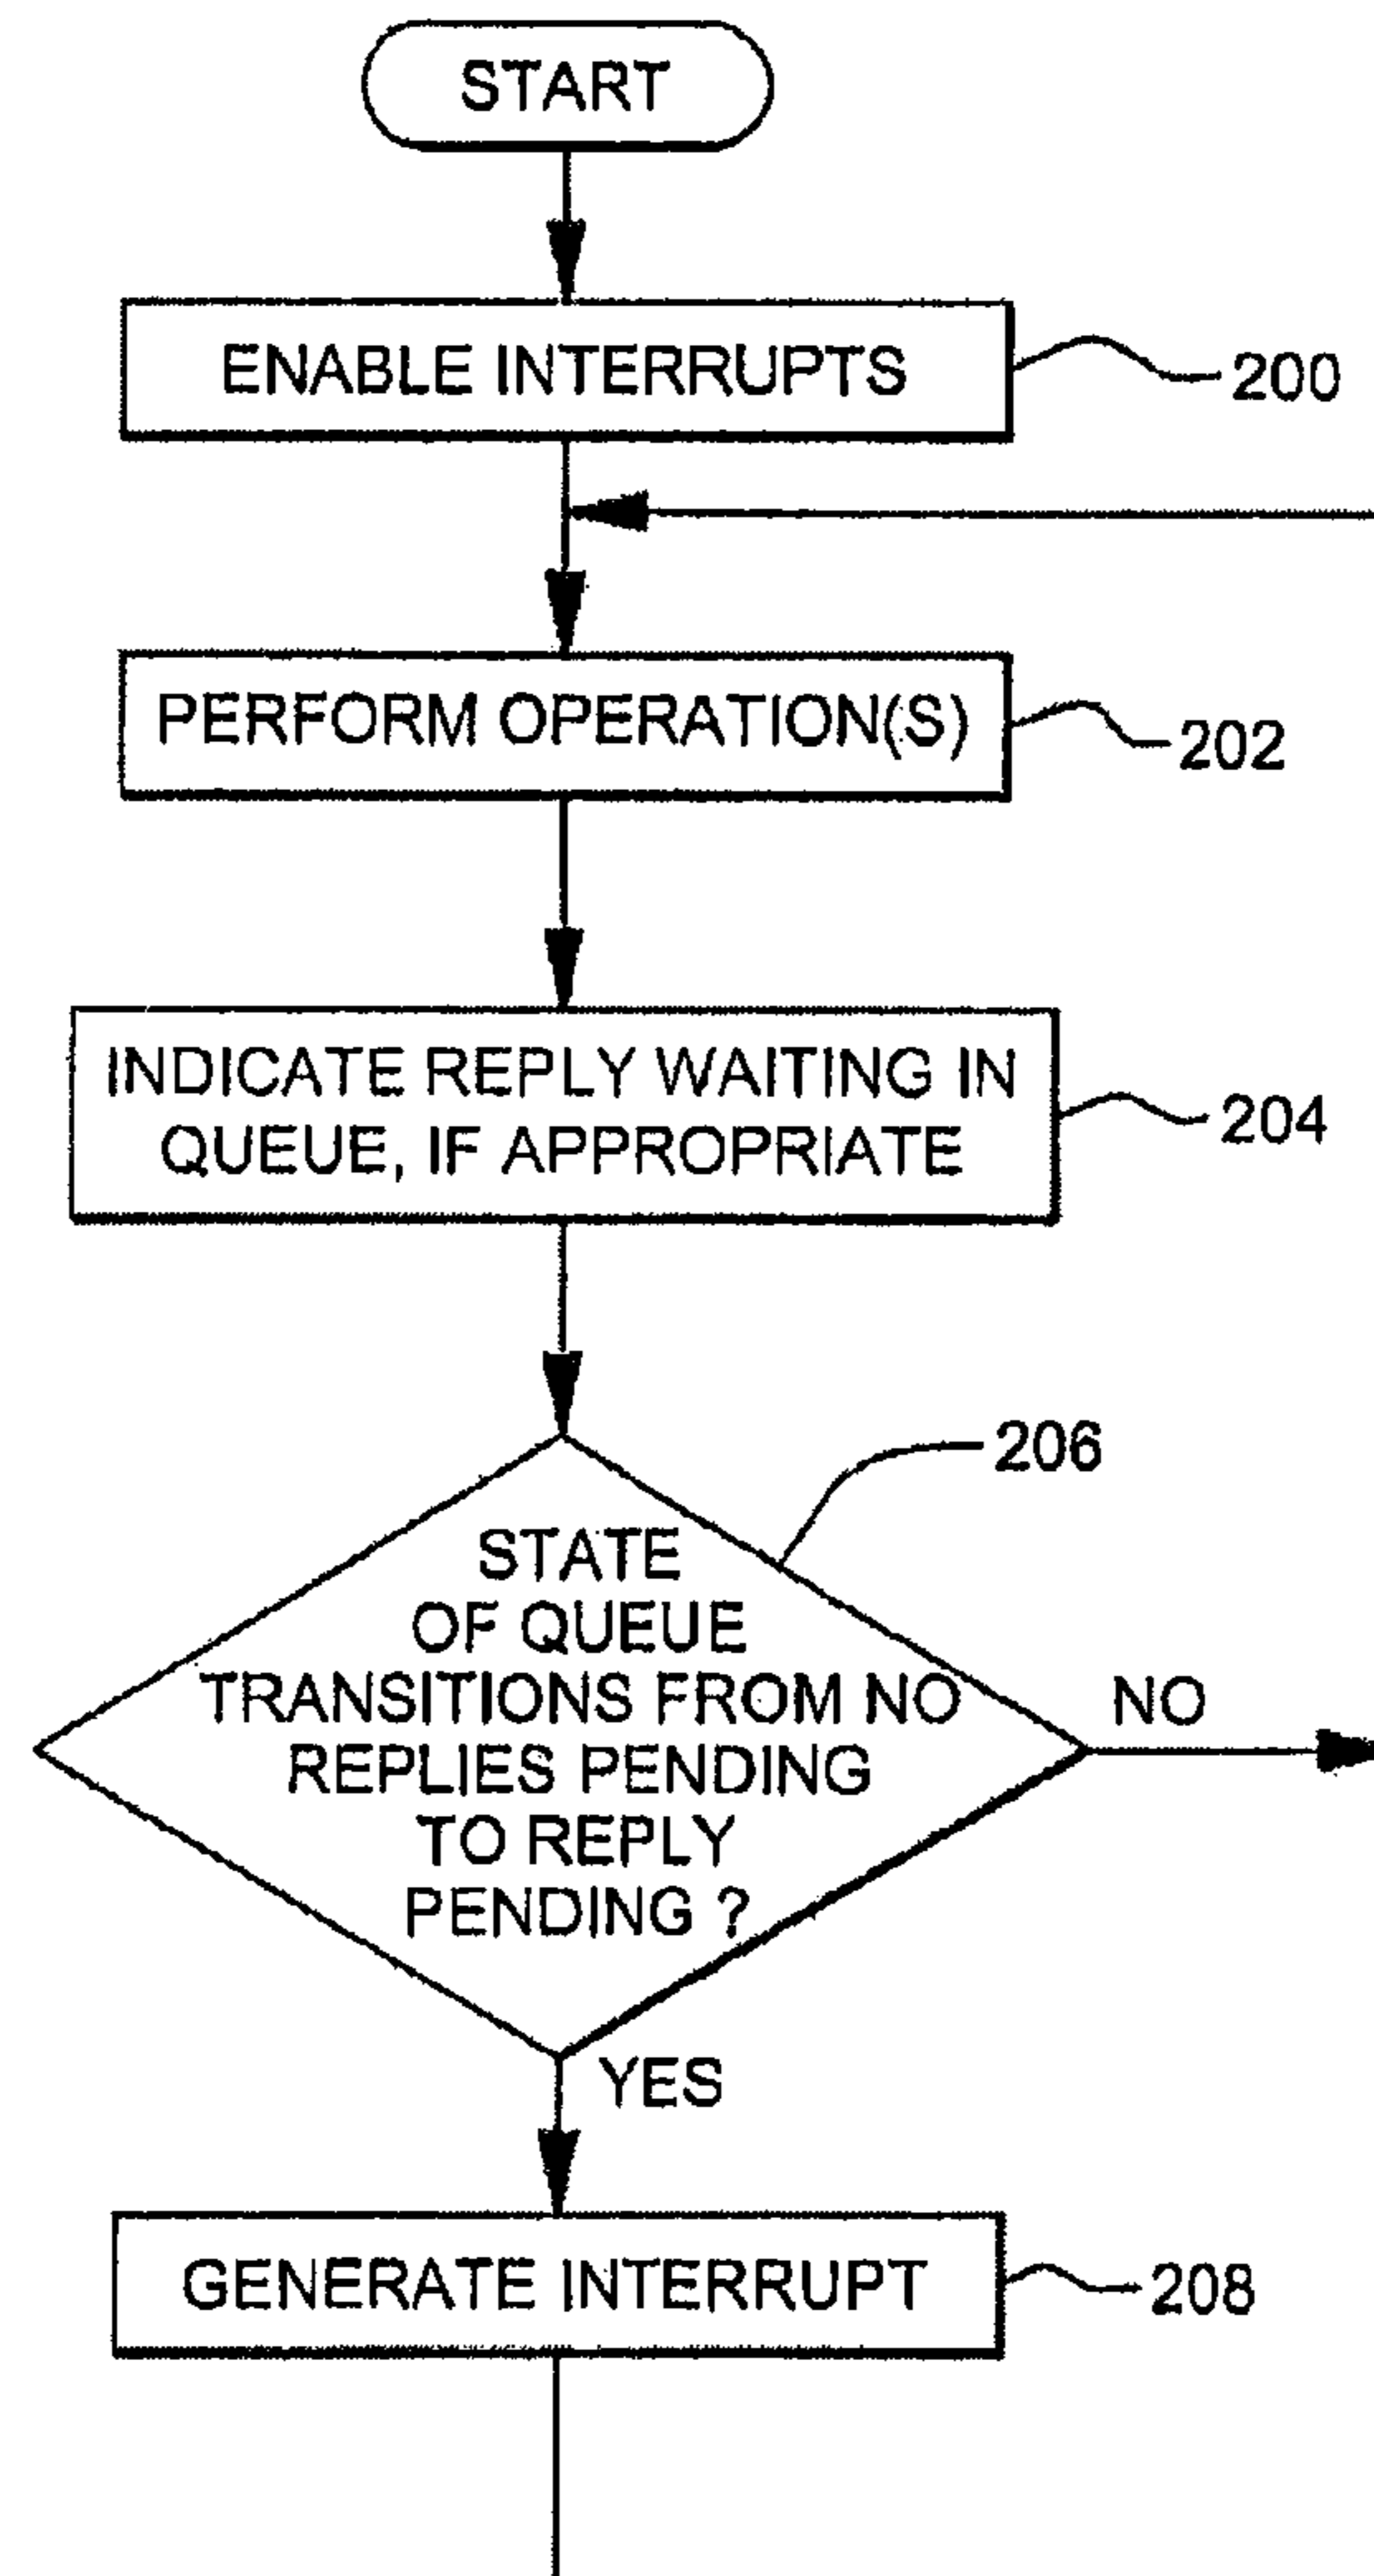 START
ENABLE INTERRUPTS
200
PERFORM OPERATION(S)
202
INDICATE REPLY WAITING IN
QUEUE, IF APPROPRIATE
204
206
STATE
OF QUEUE
TRANSITIONS FROM NO
REPLIES PENDING
TO REPLY
PENDING ?
NO
YES
GENERATE INTERRUPT
208